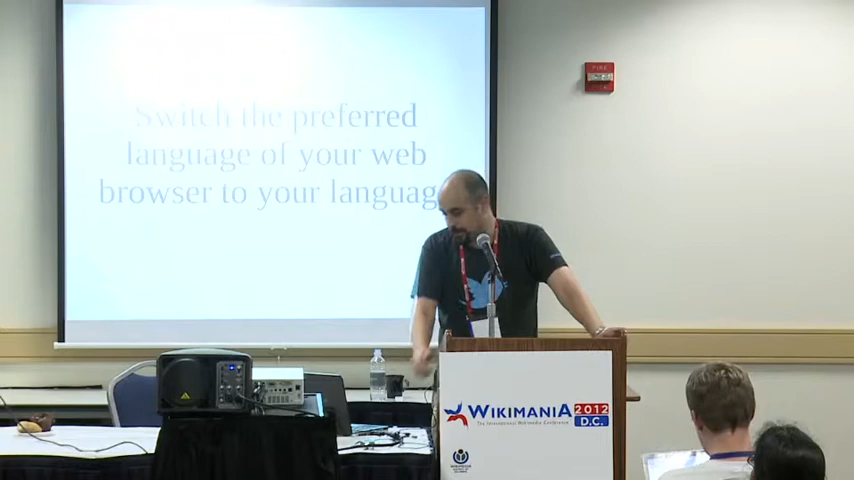 Switch the preferred
language of your web
browser to your languag
FIRE
WIKIMANIA 2012
The International Wikimedia Conference
D.C.